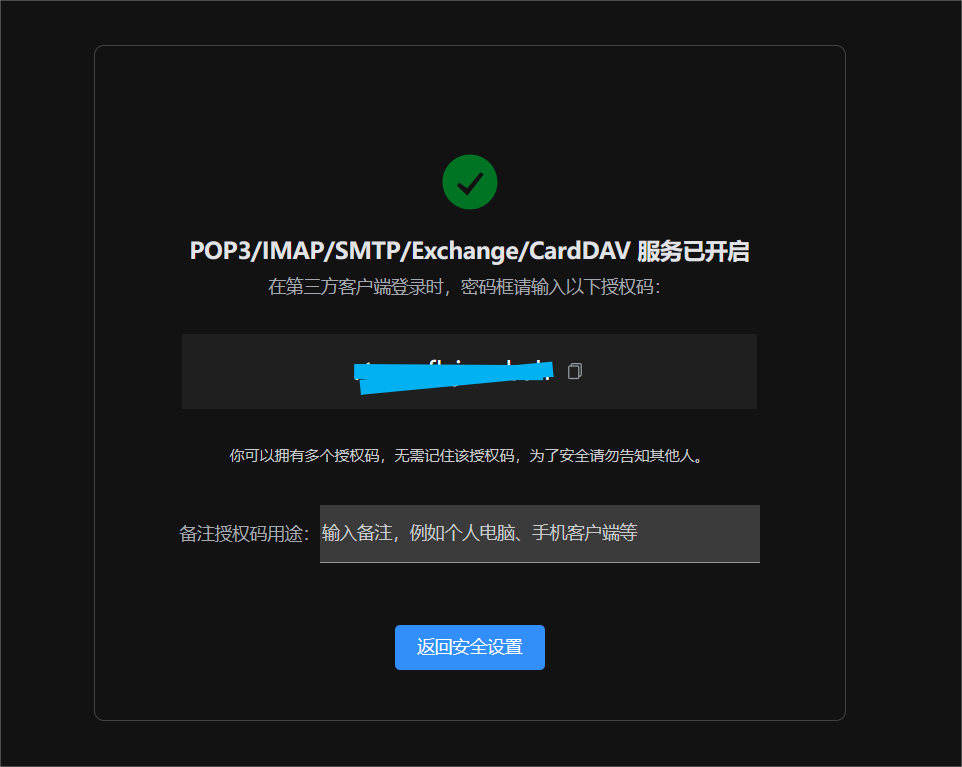 POP3/IMAP/SMTP/Exchange/CardDAV 服务已开启
在第三方客户端登录时，密码框请输入以下授权码：
你可以拥有多个授权码，无需记住该授权码，为了安全请勿告知其他人。
备注授权码用途： 输入备注，例如个人电脑、手机客户端等
返回安全设置